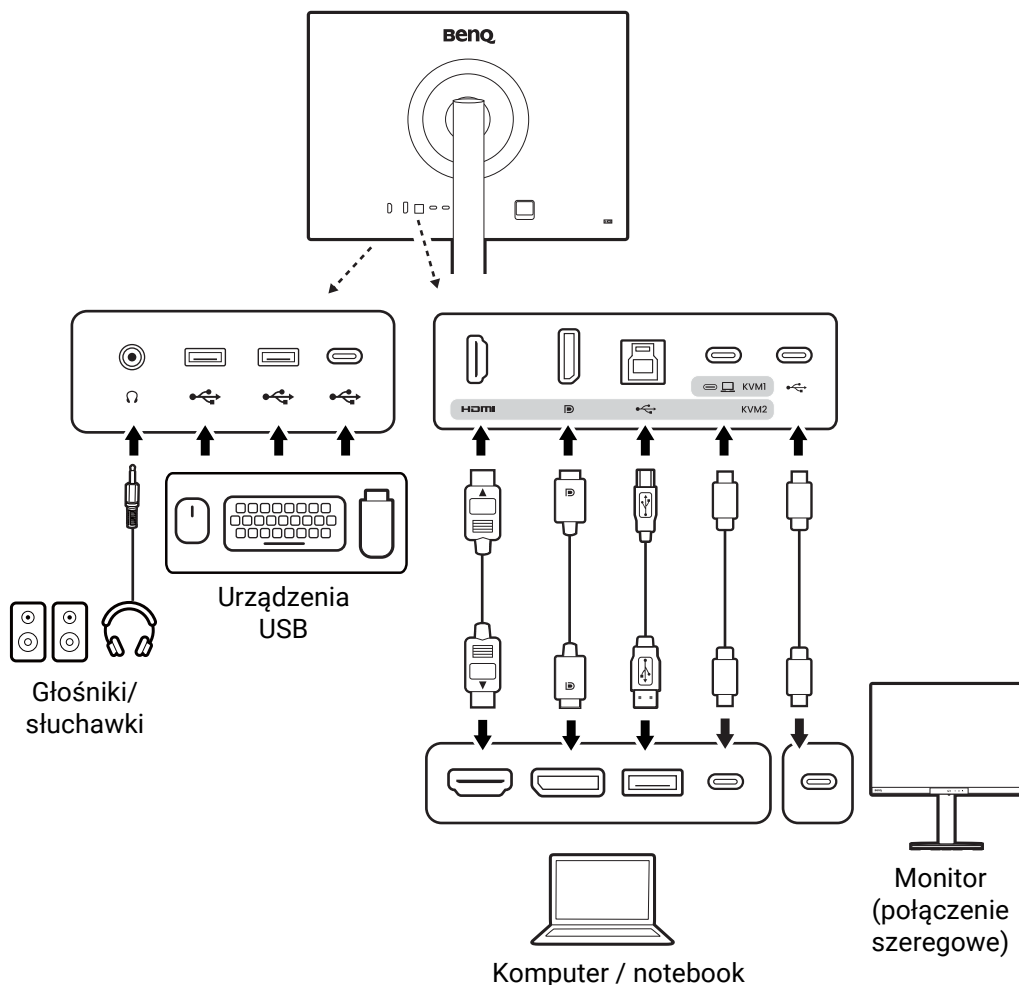 BenQ
KVM1
HDMI
KVM2
Urządzenia
USB
Głośniki/
słuchawki
Monitor
(połączenie
szeregowe)
Komputer / notebook